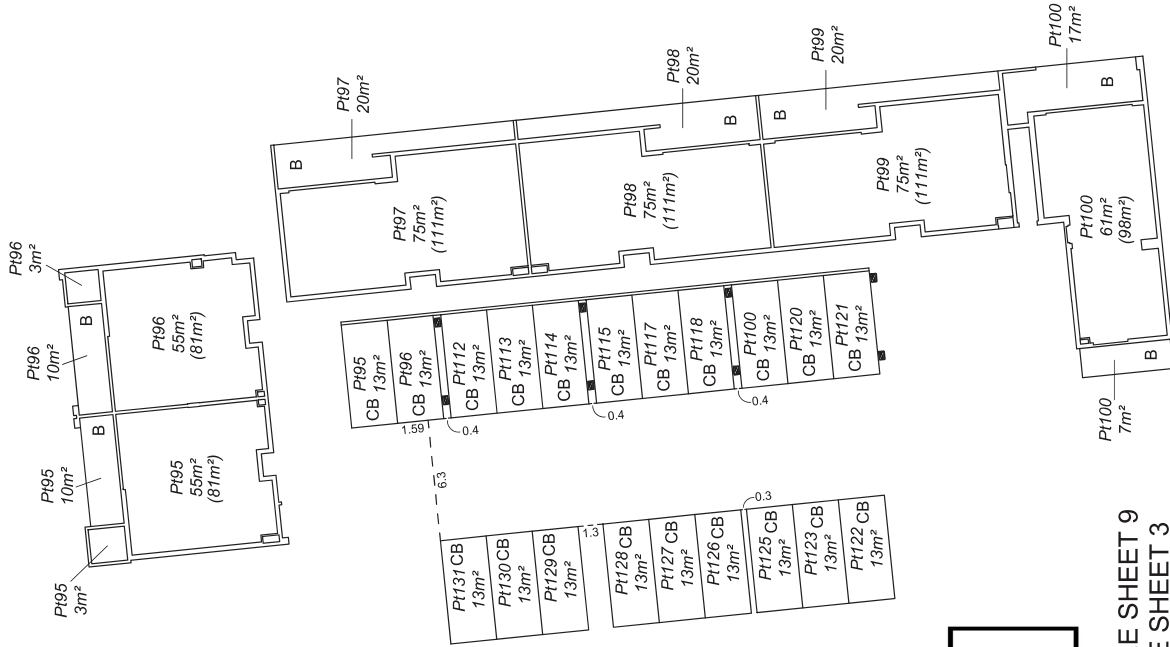 Pt96
3m²
Pt96
10m²
B
Pt96
55m²
(81m²)
Pt95
10m²
B
Pt95
55m²
(81m²)
Pt95
3m²
Pt97
20m²
B
Pt97
75m²
(111m²)
Pt98
20m²
B
Pt98
75m²
(111m²)
Pt99
20m²
B
Pt99
75m²
(111m²)
Pt100
17m²
B
Pt100
61m²
(98m²)
Pt100
7m²
B
Pt95
CB 13m²
Pt96
CB 13m²
Pt112
CB 13m²
Pt113
CB 13m²
Pt114
CB 13m²
Pt115
CB 13m²
Pt117
CB 13m²
Pt118
CB 13m²
Pt100
CB 13m²
Pt120
CB 13m²
Pt121
CB 13m²
1.59
0.4
0.4
0.4
6.3
Pt131 CB
13m²
Pt130 CB
13m²
Pt129 CB
13m²
1.3
Pt128 CB
13m²
Pt127 CB
13m²
Pt126 CB
13m²
0.3
Pt125 CB
13m²
Pt123 CB
13m²
Pt122 CB
13m²
SHEET 9
SHEET 3